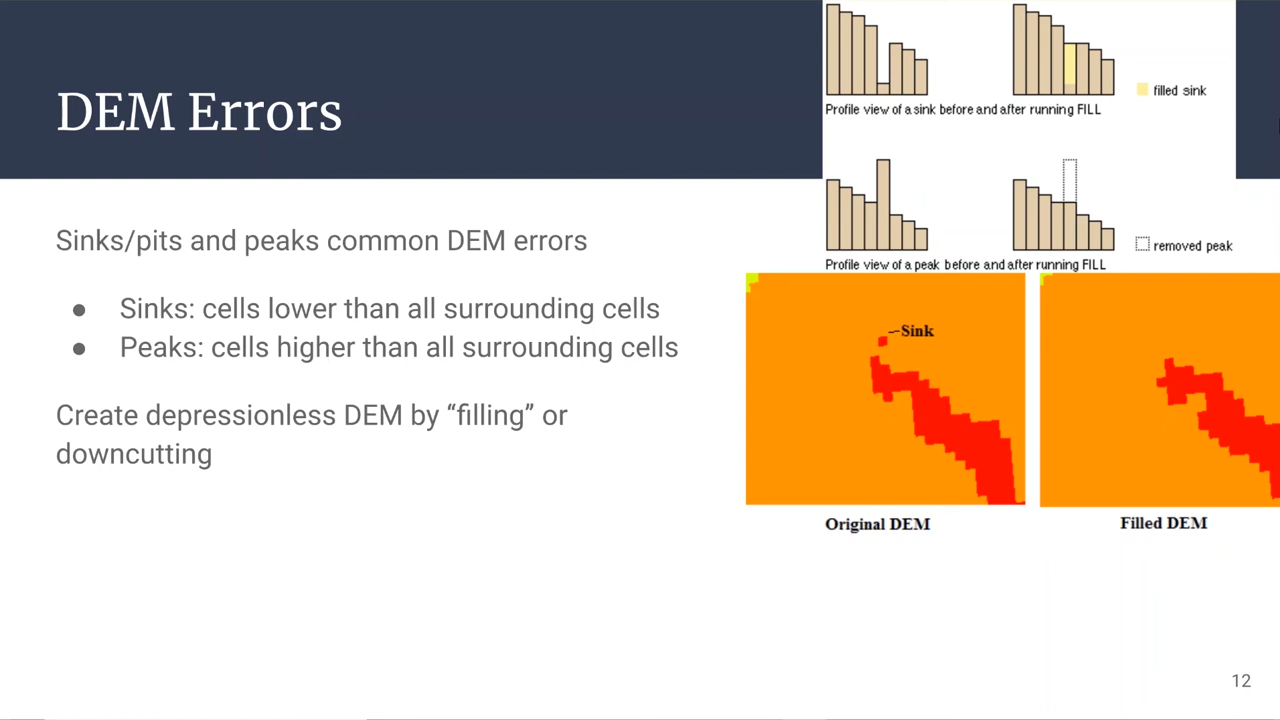 DEM Errors
filled sink
Profile view of a sink before and after running FILL
removed peak
Profile view of a peak before and after running FILL
Sinks/pits and peaks common DEM errors
● Sinks: cells lower than all surrounding cells
● Peaks: cells higher than all surrounding cells
Create depressionless DEM by “filling” or
downcutting
--Sink
Original DEM
Filled DEM
12